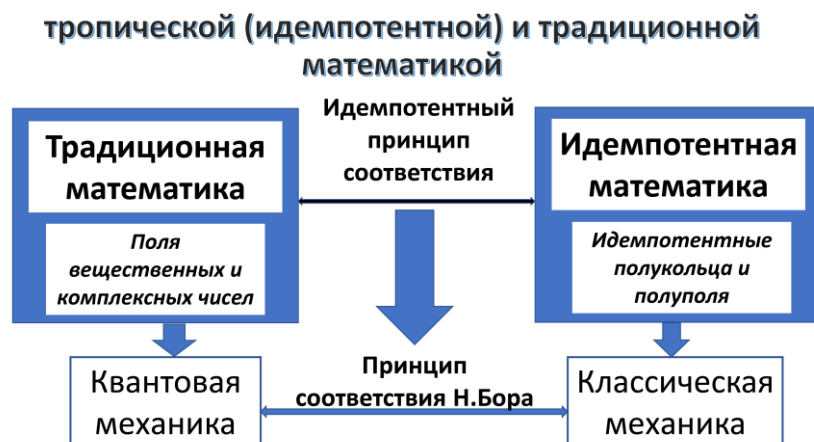 тропической (идемпотентной) и традиционной
математикой
Идемпотентный
принцип
соответствия
Традиционная
математика
Поля
вещественных и
комплексных чисел
Идемпотентная
математика
Идемпотентные
полукольца и
полуполя
Квантовая
механика
Принцип
соответствия Н.Бора
Классическая
механика